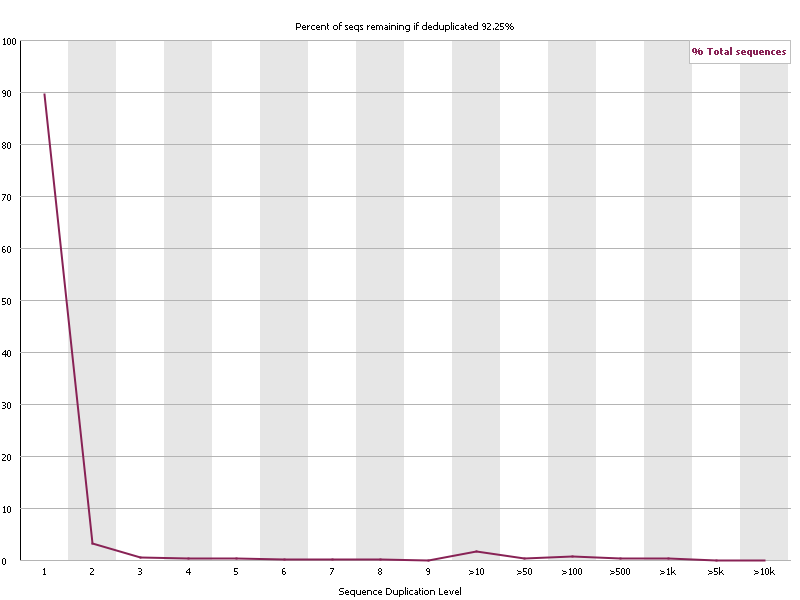 Percent of seqs remaining if deduplicated 92.25%
% Total sequences
100
90
80
70
60
50
40
30
20
10
0
1 2 3 4 5 6 7 8 9 >10 >50 >100 >500 >1k >5k >10k
Sequence Duplication Level